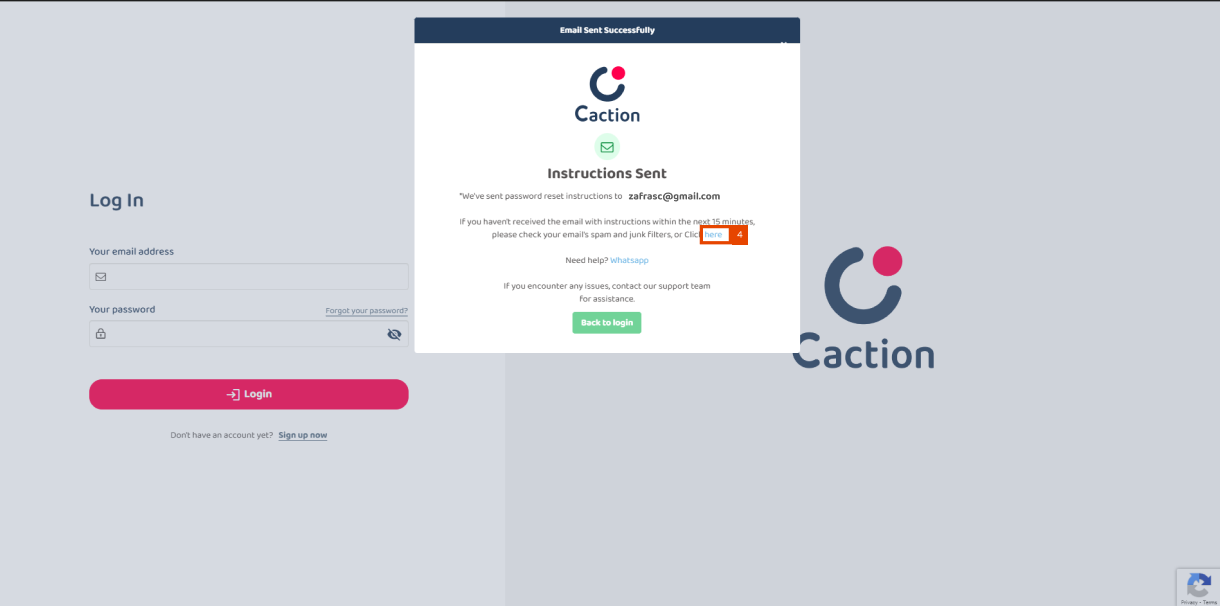 Email Sent Successfully
Caction
Instructions Sent
"We've sent password reset instructions to zafrasc@gmail.com
If you haven't received the email with instructions within the next 15 minutes,
please check your email's spam and junk filters, or Click here 4
Need help? Whatsapp
If you encounter any issues, contact our support team
for assistance.
Back to login
Log In
Your email address
Your password
Forgot your password?
Login
Don't have an account yet? Sign up now
Caction
Privacy - Terms